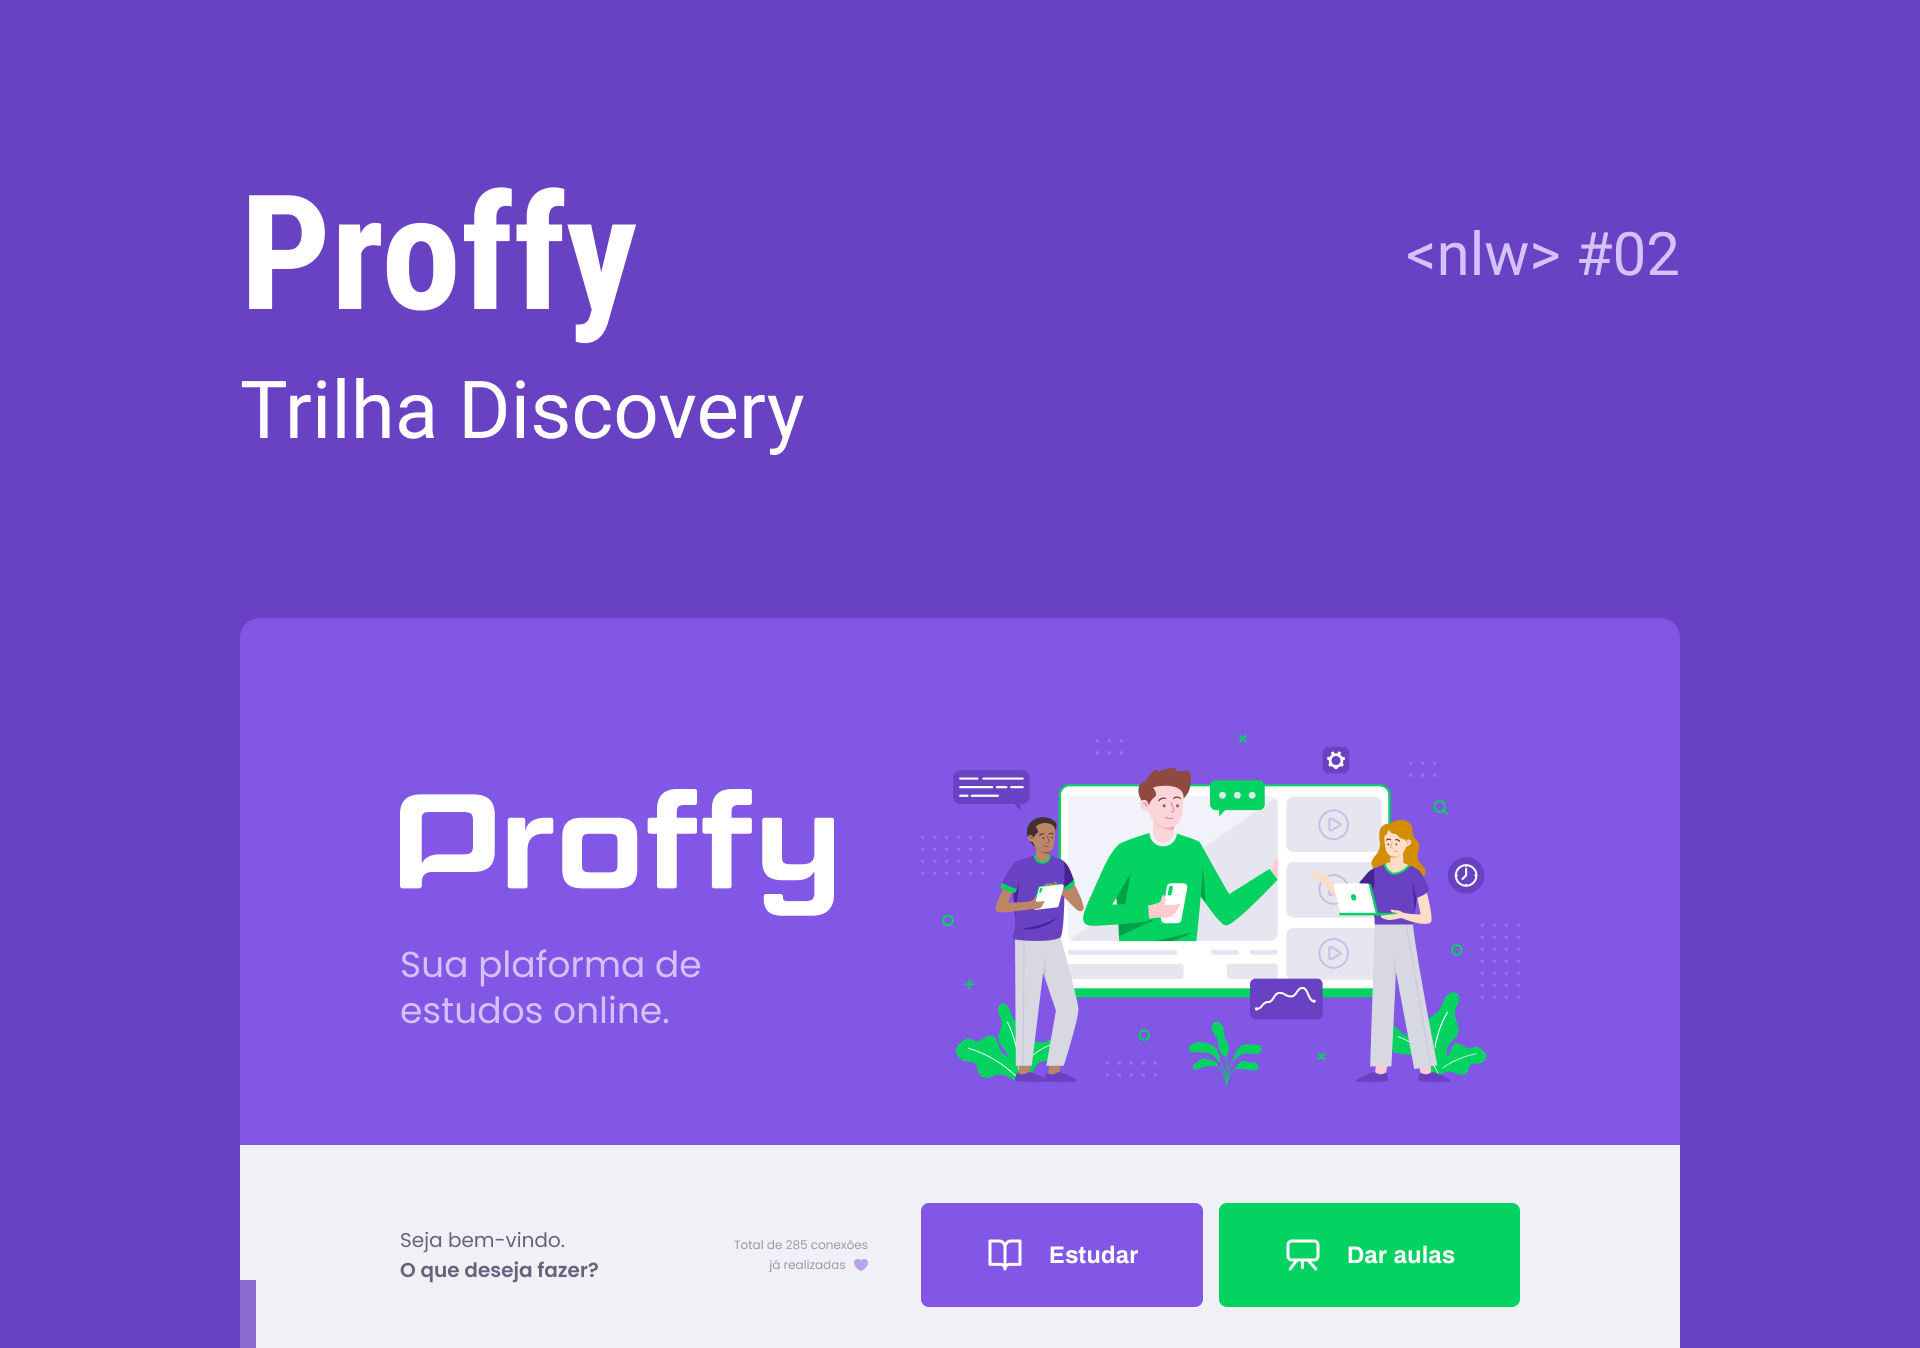 Proffy
<nlw> #02
Trilha Discovery
Proffy
Sua plaforma de
estudos online.
Seja bem-vindo.
O que deseja fazer?
Total de 285 conexões
já realizadas
Estudar
Dar aulas